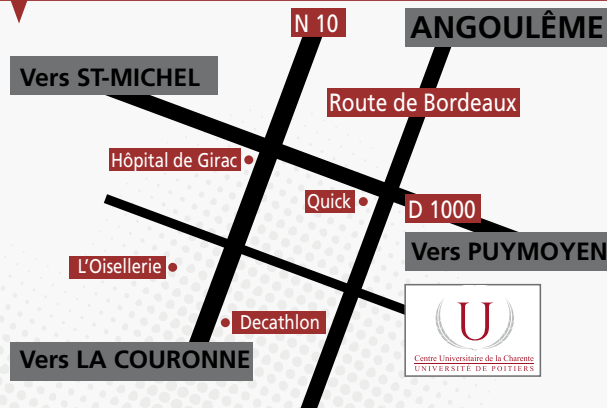 N 10
ANGOULÊME
Vers ST-MICHEL
Route de Bordeaux
Hôpital de Girac
Quick
D 1000
Vers PUYMOYEN
L'Oisellerie
Decathlon
U
Centre Universitaire de la Charente
UNIVERSITÉ DE POITIERS
Vers LA COURONNE